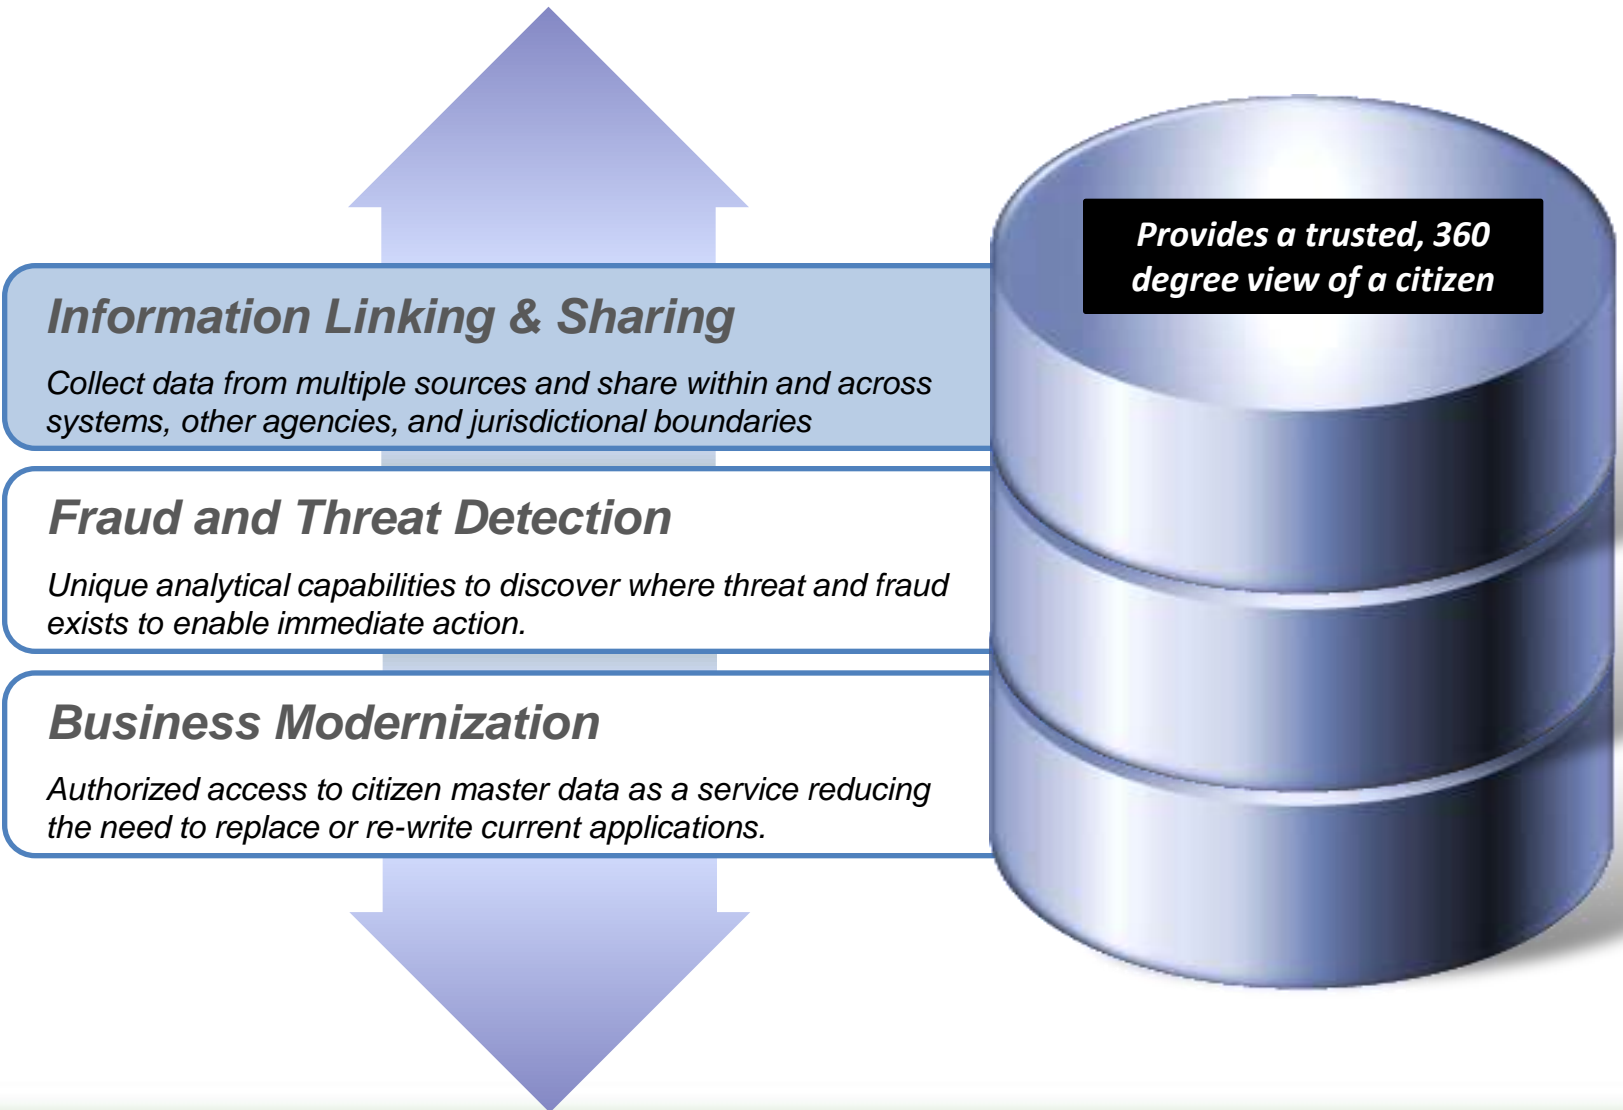 Provides a trusted, 360
degree view of a citizen
Information Linking & Sharing
Collect data from multiple sources and share within and across
systems, other agencies, and jurisdictional boundaries
Fraud and Threat Detection
Unique analytical capabilities to discover where threat and fraud
exists to enable immediate action.
Business Modernization
Authorized access to citizen master data as a service reducing
the need to replace or re-write current applications.